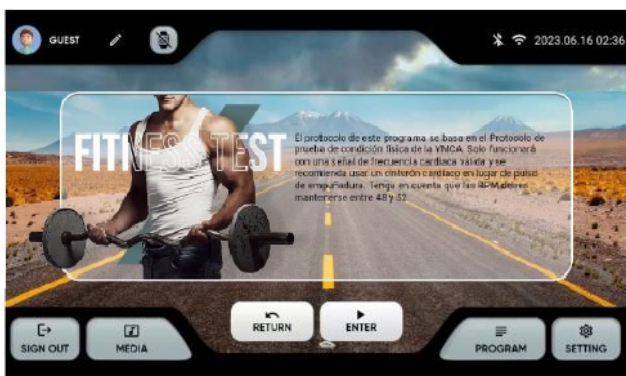 GUEST
2023.06.16 02:36
FITNESS TEST
El protocolo de este programa se basa en el Protocolo de
prueba de condición física de la YMCA. Solo funcionará
con una señal de frecuencia cardíaca válida y se
recomienda usar un cinturón cardíaco en lugar de pulso
de empuñadura. Tenga en cuenta que las RPM deben
mantenerse entre 48 y 52.
RETURN
ENTER
SIGN OUT
MEDIA
PROGRAM
SETTING